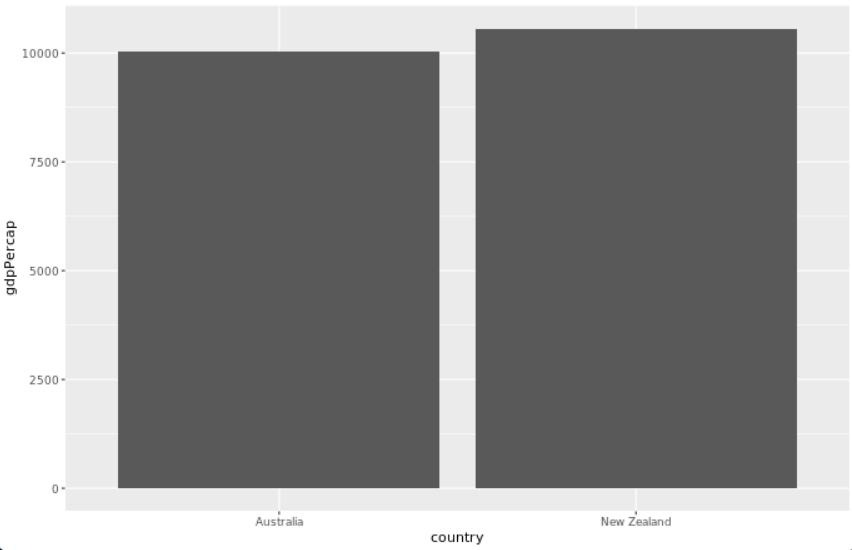 10000
7500
5000
2500
0
gdpPercap
Australia
New Zealand
country